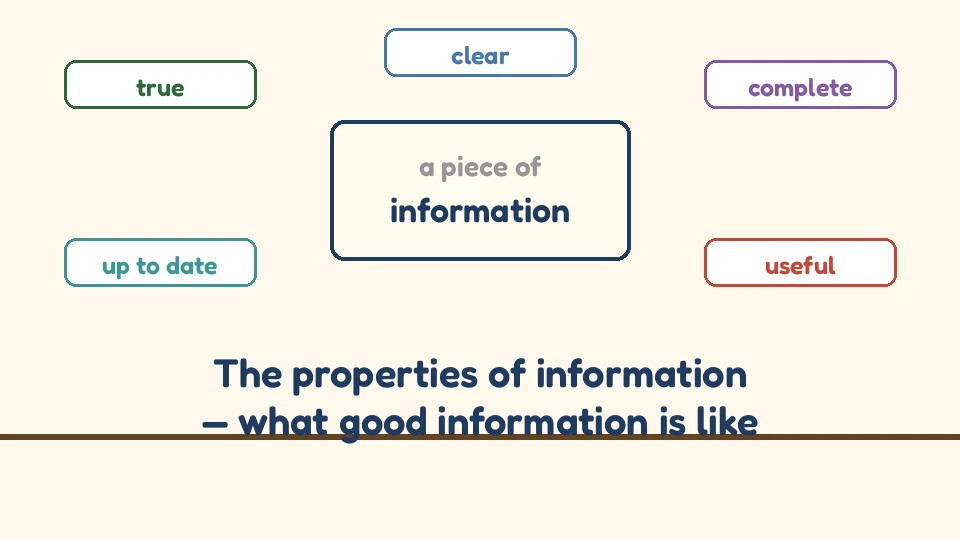 clear
true
complete
a piece of
information
up to date
useful
The properties of information
— what good information is like